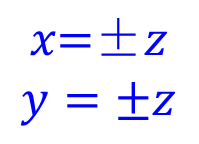 x=±z
y = ±z